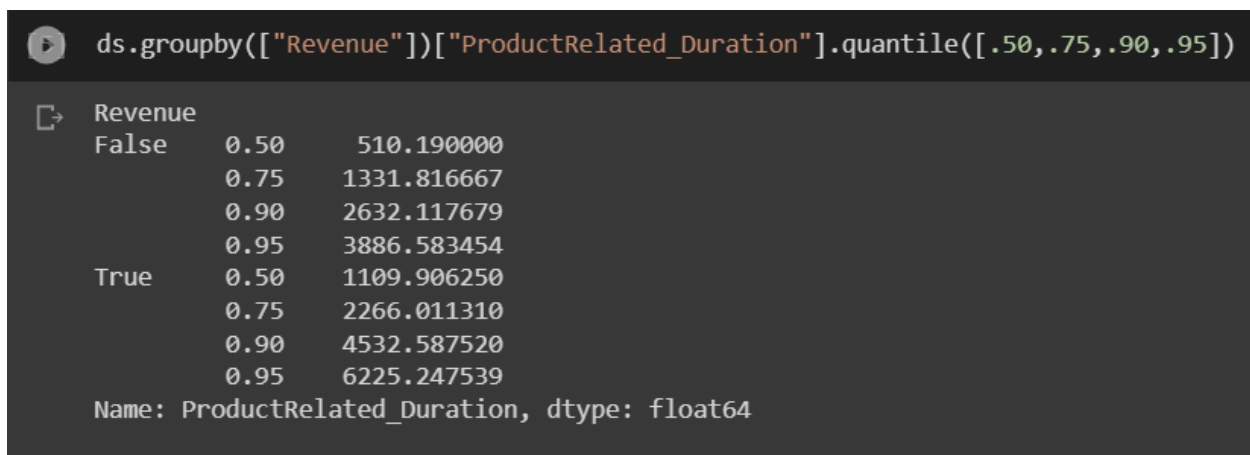 ds.groupby(["Revenue"])["ProductRelated_Duration"].quantile([.50,.75,.90,.95])
Revenue
False 0.50 510.190000
0.75 1331.816667
0.90 2632.117679
0.95 3886.583454
True 0.50 1109.906250
0.75 2266.011310
0.90 4532.587520
0.95 6225.247539
Name: ProductRelated_Duration, dtype: float64